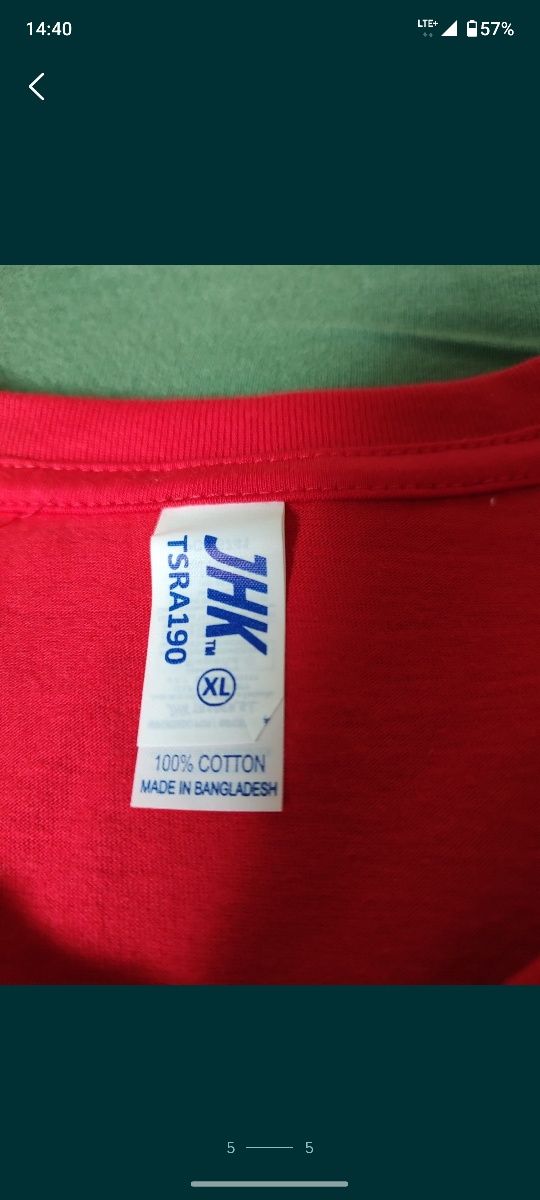 14:40
LTE+
57%
JHK™
TSRA190
XL
100% COTTON
MADE IN BANGLADESH
5
5